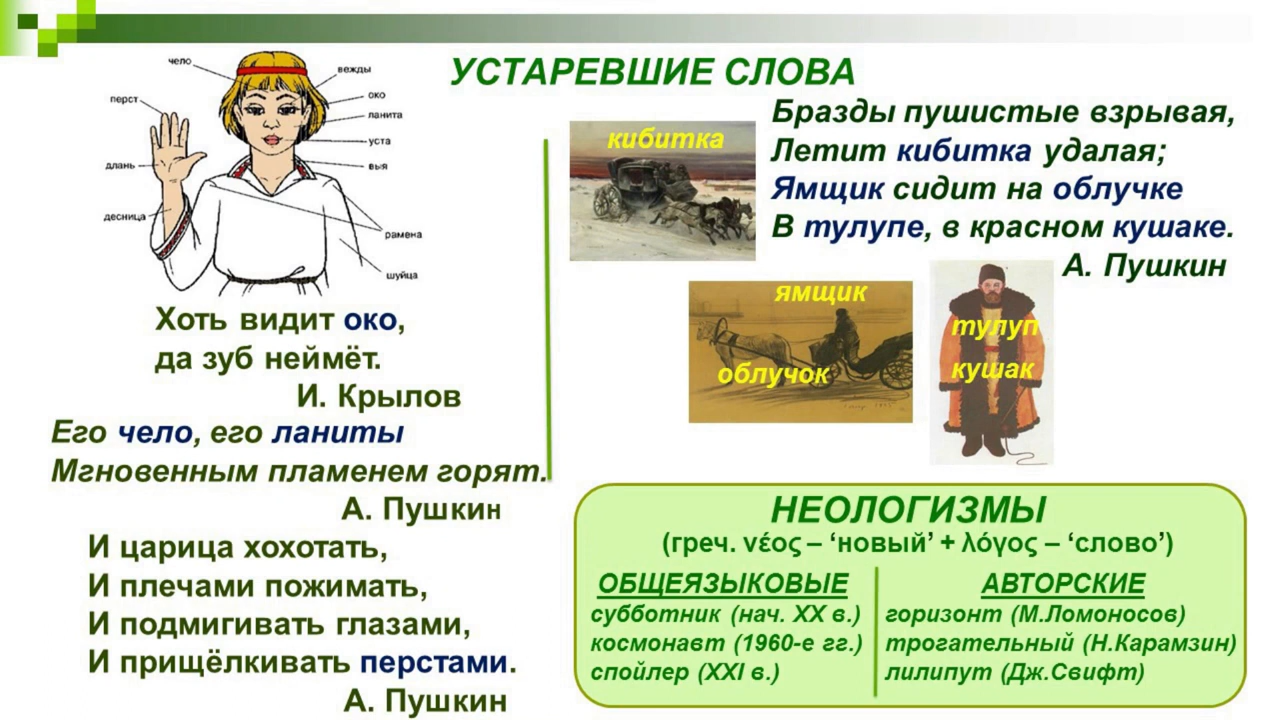 УСТАРЕВШИЕ СЛОВА
чело
вежды
перст
око
ланита
уста
длань
выя
десница
рамена
шуйца
Хоть видит око,
да зуб неймёт.
И. Крылов
Его чело, его ланиты
Мгновенным пламенем горят.
А. Пушкин
И царица хохотать,
И плечами пожимать,
И подмигивать глазами,
И прищёлкивать перстами.
А. Пушкин
кибитка
Бразды пушистые взрывая,
Летит кибитка удалая;
Ямщик сидит на облучке
В тулупе, в красном кушаке.
А. Пушкин
ямщик
облучок
тулуп
кушак
НЕОЛОГИЗМЫ
(греч. νέος – ‘новый’ + λόγος – ‘слово’)
ОБЩЕЯЗЫКОВЫЕ
субботник (нач. XX в.)
космонавт (1960-е гг.)
спойлер (XXI в.)
АВТОРСКИЕ
горизонт (М.Ломоносов)
трогательный (Н.Карамзин)
лилипут (Дж.Свифт)